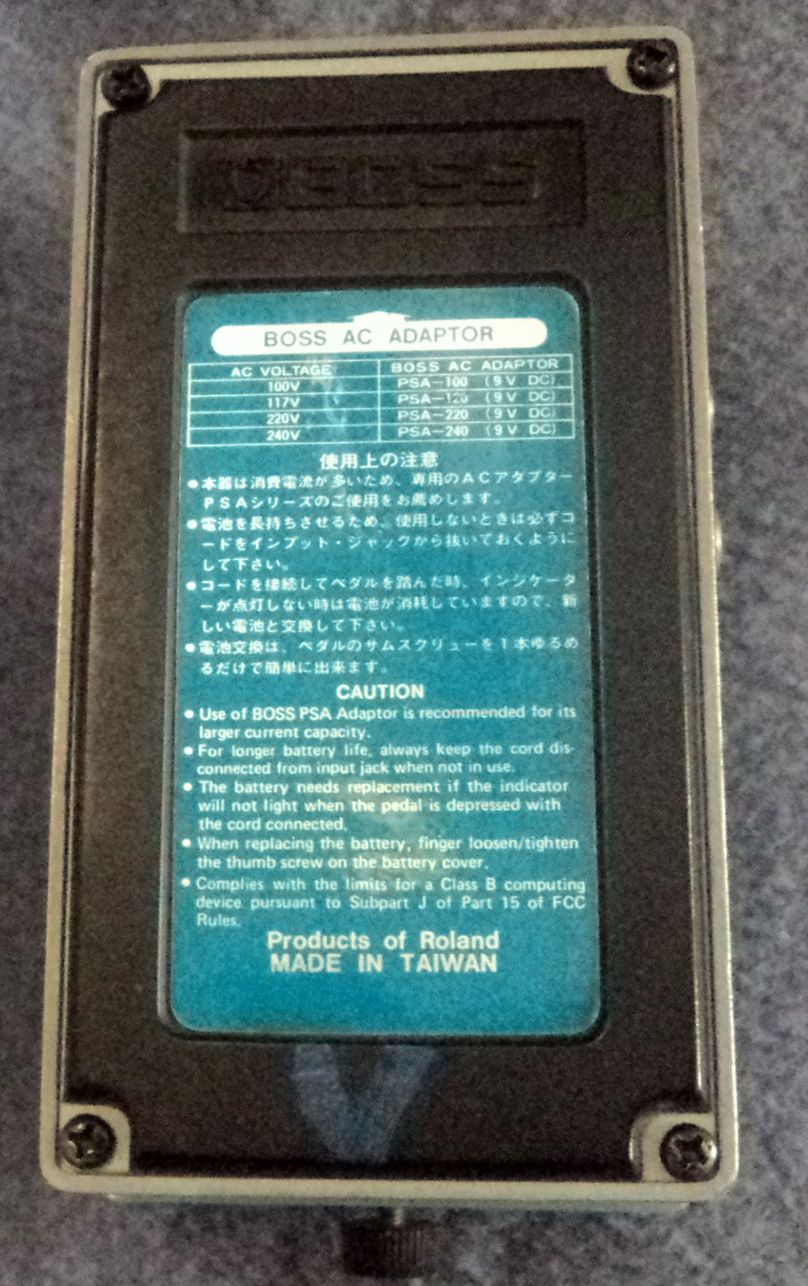 BOSS
BOSS AC ADAPTOR
AC VOLTAGE BOSS AC ADAPTOR
100V PSA-100 (9V DC)
117V PSA-120 (9V DC)
220V PSA-220 (9V DC)
240V PSA-240 (9V DC)
使用上の注意
●本器は消費電流が多いため、専用のACアダプター
PSAシリーズのご使用をお薦めします。
●電池を長持ちさせるため、使用しないときは必ずコ
ードをインプット・ジャックから抜いておくように
して下さい。
●コードを接続してペダルを踏んだ時、インジケータ
ーが点灯しない時は電池が消耗していますので、新
しい電池と交換して下さい。
●電池交換は、ペダルのサムスクリューを1本ゆるめ
るだけで簡単に出来ます。
CAUTION
● Use of BOSS PSA Adaptor is recommended for its
larger current capacity.
● For longer battery life, always keep the cord dis-
connected from input jack when not in use.
● The battery needs replacement if the indicator
will not light when the pedal is depressed with
the cord connected.
● When replacing the battery, finger loosen/tighten
the thumb screw on the battery cover.
● Complies with the limits for a Class B computing
device pursuant to Subpart J of Part 15 of FCC
Rules.
Products of Roland
MADE IN TAIWAN